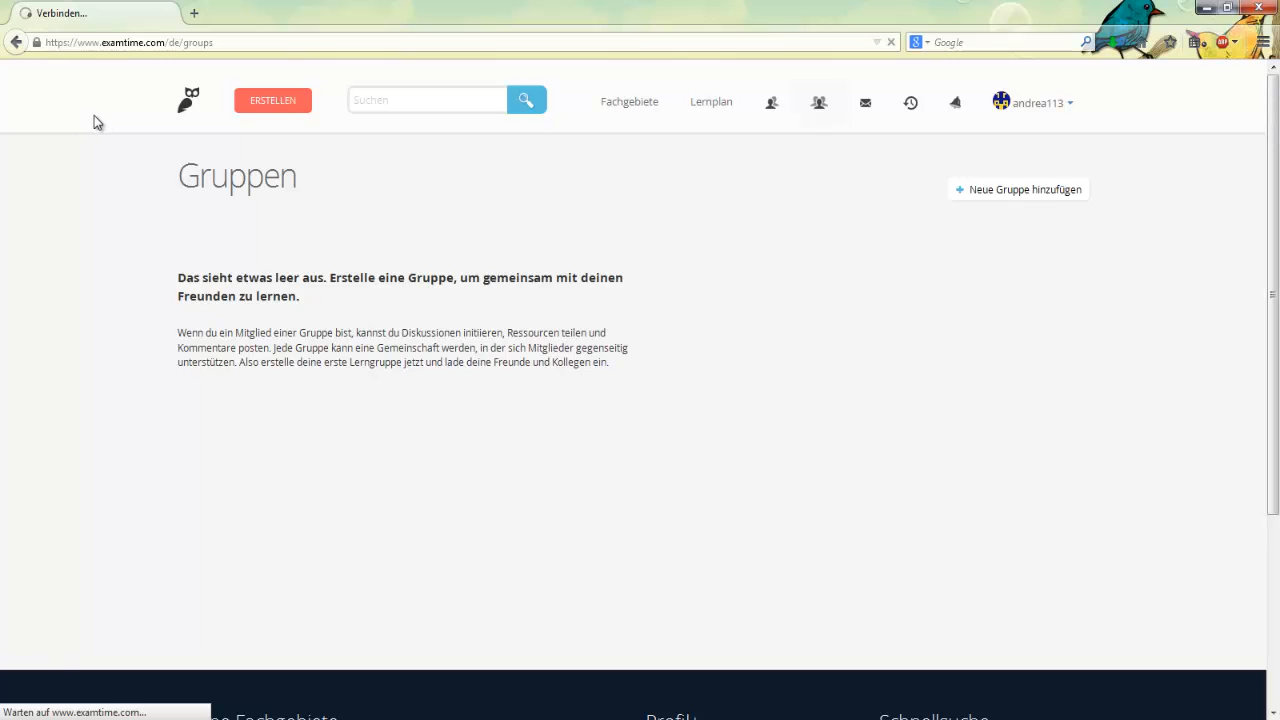 Verbinden...
https://www.examtime.com/de/groups
Google
ERSTELLEN
Suchen
Fachgebiete
Lernplan
andrea113
Gruppen
Neue Gruppe hinzufügen
Das sieht etwas leer aus. Erstelle eine Gruppe, um gemeinsam mit deinen
Freunden zu lernen.
Wenn du ein Mitglied einer Gruppe bist, kannst du Diskussionen initiieren, Ressourcen teilen und
Kommentare posten. Jede Gruppe kann eine Gemeinschaft werden, in der sich Mitglieder gegenseitig
unterstützen. Also erstelle deine erste Lerngruppe jetzt und lade deine Freunde und Kollegen ein.
Fachgebiete
Profil
Schnellsuche
Warten auf www.examtime.com...